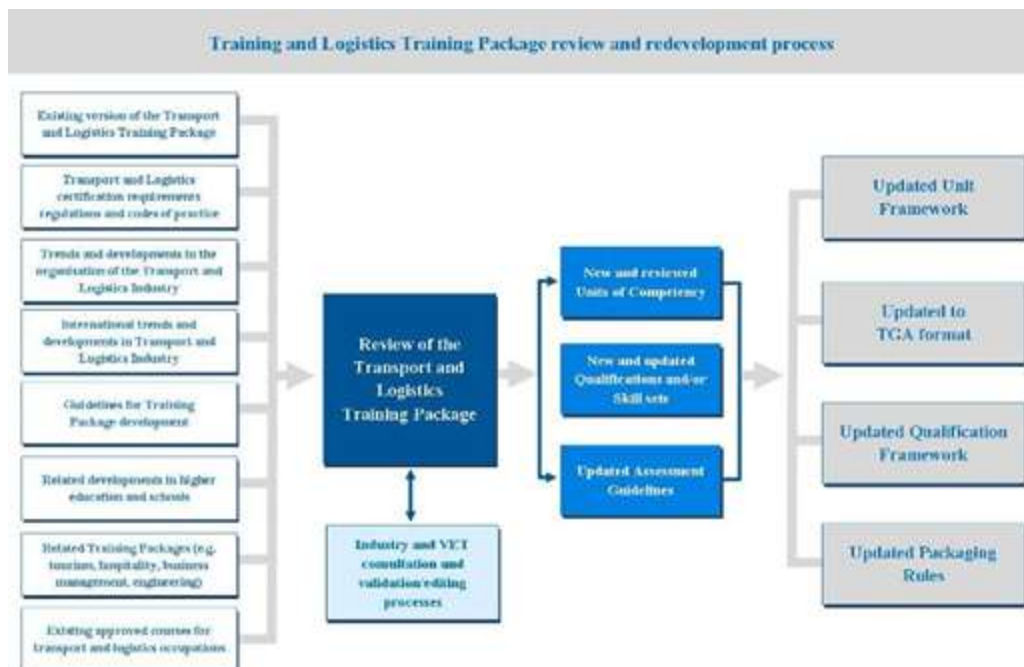 Training and Logistics Training Package review and redevelopment process
Existing version of the Transport
and Logistics Training Package
Transport and Logistics
certification requirements
regulations and codes of practice
Trends and developments in the
organisation of the Transport and
Logistics Industry
International trends and
developments in Transport and
Logistics Industry
Guidelines for Training
Package development
Related developments in higher
education and schools
Related Training Packages (e.g.
tourism, hospitality, business
management, engineering)
Existing approved courses for
transport and logistics occupations
Review of the
Transport and
Logistics
Training Package
Industry and VET
consultation and
validation/editing
processes
New and reviewed
Units of Competency
New and updated
Qualifications and/or
Skill sets
Updated Assessment
Guidelines
Updated Unit
Framework
Updated to
TGA format
Updated Qualification
Framework
Updated Packaging
Rules